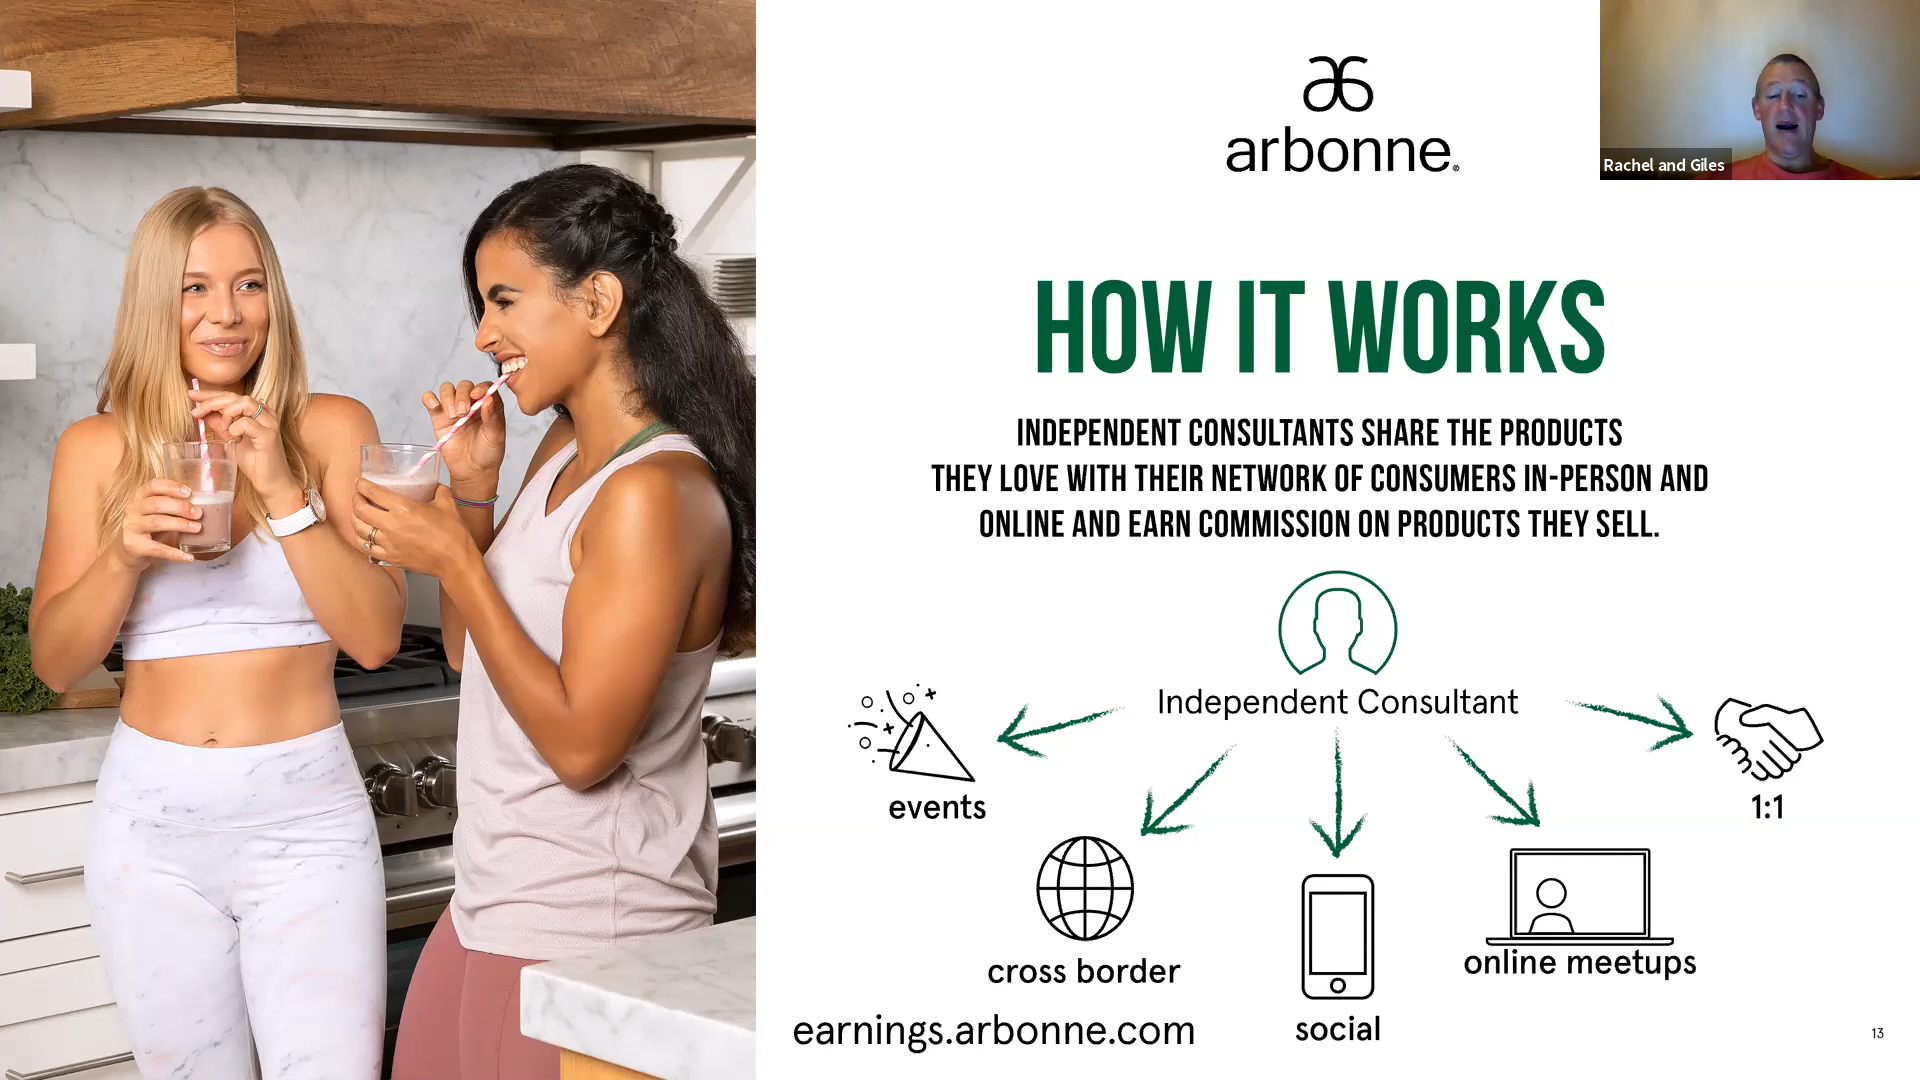 arbonne®
Rachel and Giles
HOW IT WORKS
INDEPENDENT CONSULTANTS SHARE THE PRODUCTS
THEY LOVE WITH THEIR NETWORK OF CONSUMERS IN-PERSON AND
ONLINE AND EARN COMMISSION ON PRODUCTS THEY SELL.
Independent Consultant
events
1:1
cross border
online meetups
social
earnings.arbonne.com
13